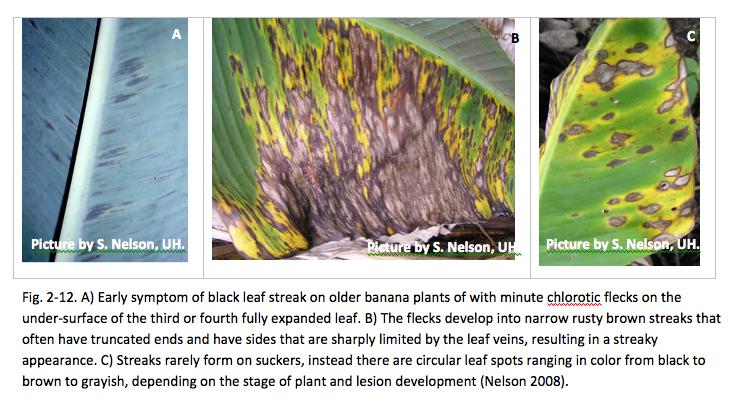 A
B
C
Picture by S. Nelson, UH.
Picture by S. Nelson, UH
Picture by S. Nelson, UH.
Fig. 2-12. A) Early symptom of black leaf streak on older banana plants of with minute chlorotic flecks on the
under-surface of the third or fourth fully expanded leaf. B) The flecks develop into narrow rusty brown streaks that
often have truncated ends and have sides that are sharply limited by the leaf veins, resulting in a streaky
appearance. C) Streaks rarely form on suckers, instead there are circular leaf spots ranging in color from black to
brown to grayish, depending on the stage of plant and lesion development (Nelson 2008).